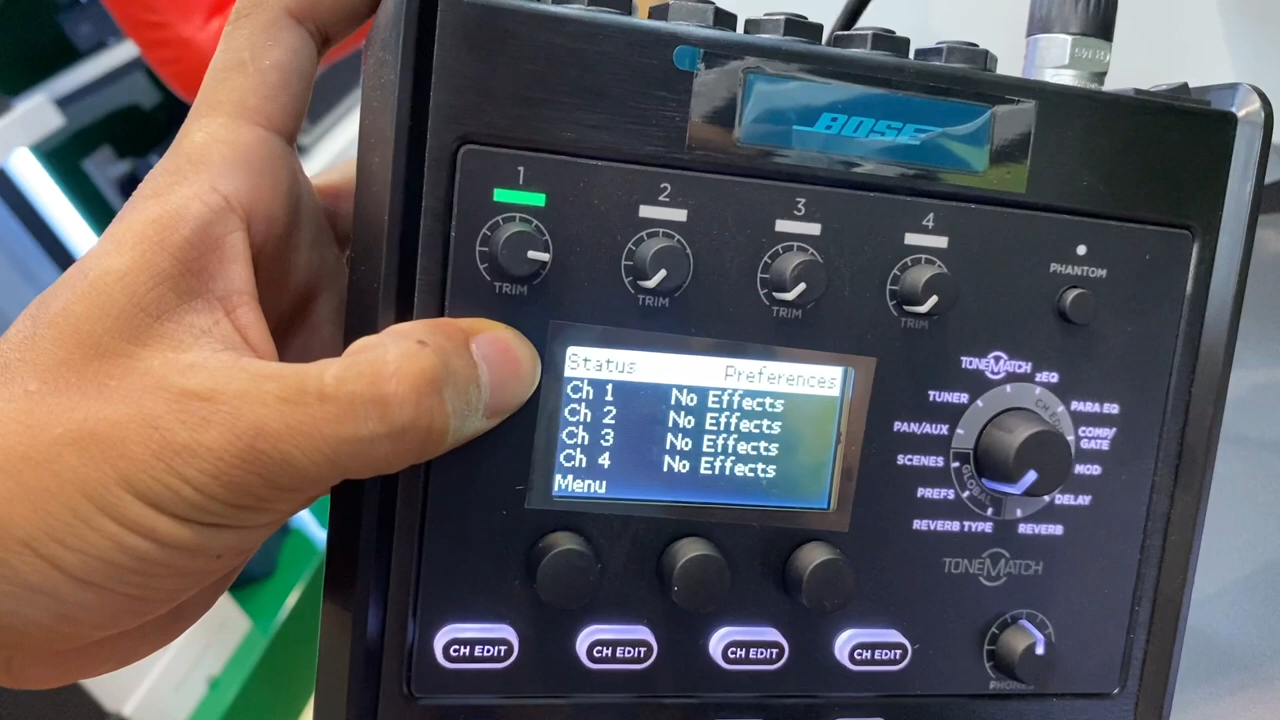 BOSE
1
2
3
4
TRIM
TRIM
TRIM
TRIM
PHANTOM
Status Preferences
Ch 1 No Effects
Ch 2 No Effects
Ch 3 No Effects
Ch 4 No Effects
Menu
TONEMATCH
zEQ
TUNER
PARA EQ
PAN/AUX
COMP/
GATE
SCENES
MOD
PREFS
DELAY
REVERB TYPE
REVERB
GLOBAL
TONEMATCH
CH EDIT
CH EDIT
CH EDIT
CH EDIT
PHONES